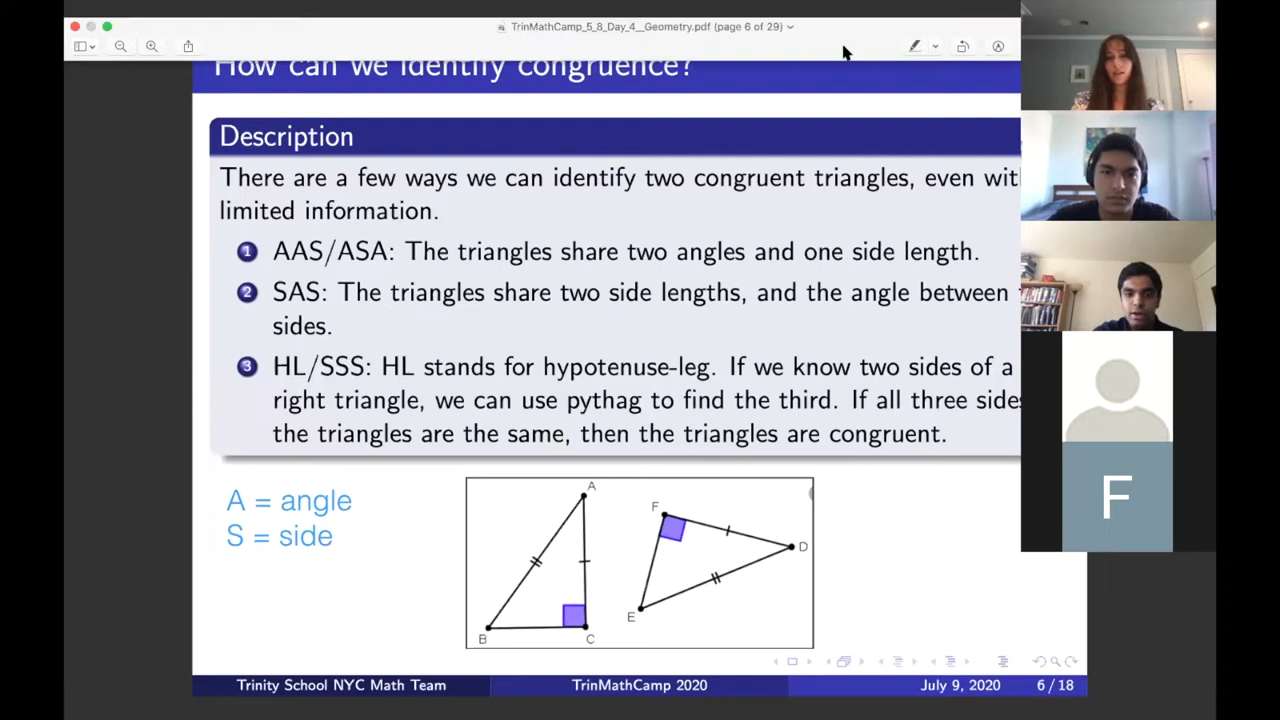 TrinMathCamp_5_8_Day_4__Geometry.pdf (page 6 of 29)
How can we identify congruence?
Description
There are a few ways we can identify two congruent triangles, even
limited information.
1 AAS/ASA: The triangles share two angles and one side length.
2 SAS: The triangles share two side lengths, and the angle between
sides.
3 HL/SSS: HL stands for hypotenuse-leg. If we know two sides of a
right triangle, we can use pythag to find the third. If all three sides
the triangles are the same, then the triangles are congruent.
A = angle
S = side
A
B
C
F
D
E
F
Trinity School NYC Math Team
TrinMathCamp 2020
July 9, 2020
6 / 18